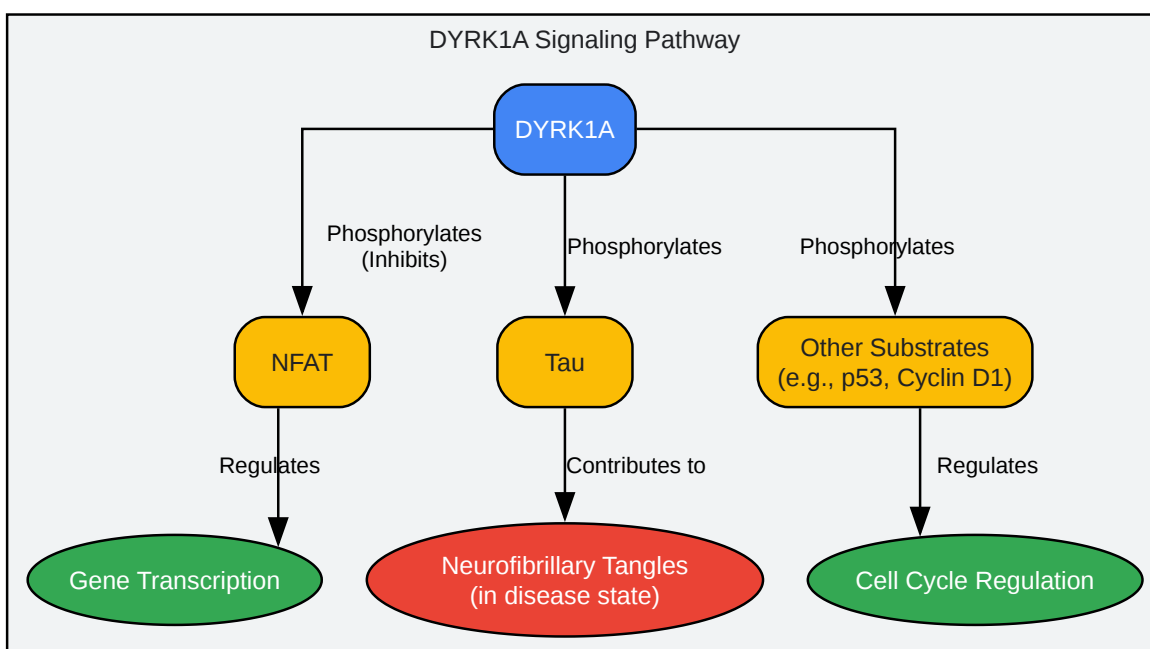 DYRK1A Signaling Pathway
DYRK1A
Phosphorylates
(Inhibits)
Phosphorylates
Phosphorylates
NFAT
Tau
Other Substrates
(e.g., p53, Cyclin D1)
Regulates
Contributes to
Regulates
Gene Transcription
Neurofibrillary Tangles
(in disease state)
Cell Cycle Regulation